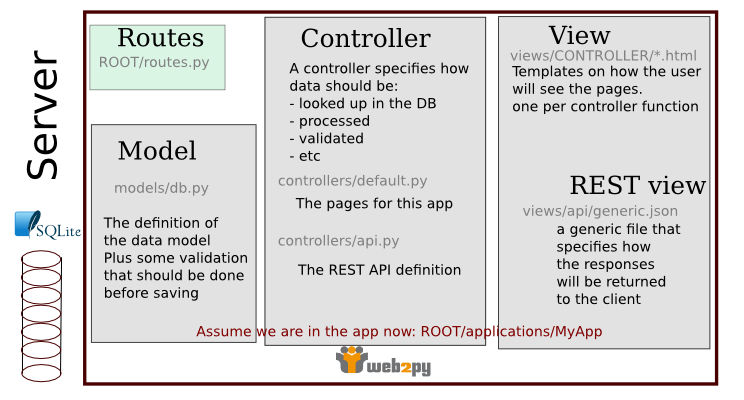 Server
SQLite
Routes
ROOT/routes.py
Model
models/db.py
The definition of
the data model
Plus some validation
that should be done
before saving
Controller
A controller specifies how
data should be:
- looked up in the DB
- processed
- validated
- etc
controllers/default.py
The pages for this app
controllers/api.py
The REST API definition
View
views/CONTROLLER/*.html
Templates on how the user
will see the pages.
one per controller function
REST view
views/api/generic.json
a generic file that
specifies how
the responses
will be returned
to the client
Assume we are in the app now: ROOT/applications/MyApp
web2py